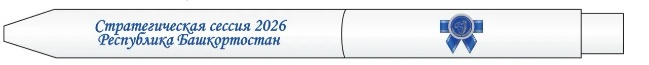 Стратегическая сессия 2026
Республика Башкортостан